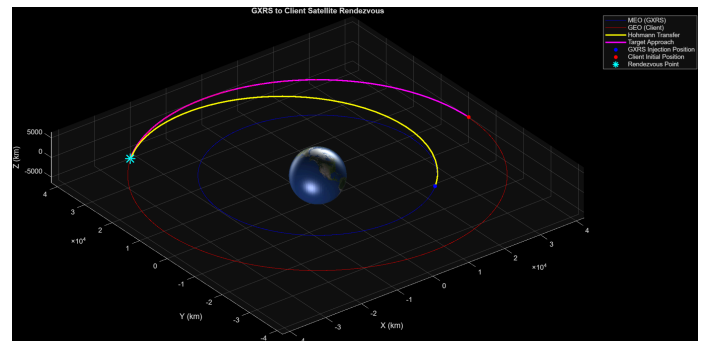 GXRS to Client Satellite Rendezvous
MEO (GXRS)
GEO (Client)
Hohmann Transfer
Target Approach
GXRS Injection Position
Client Initial Position
Rendezvous Point
5000
0
-5000
Z (km)
4
3
2
1
0
-1
-2
-3
-4
×10⁴
Y (km)
-4
-3
-2
-1
0
1
2
3
4
×10⁴
X (km)